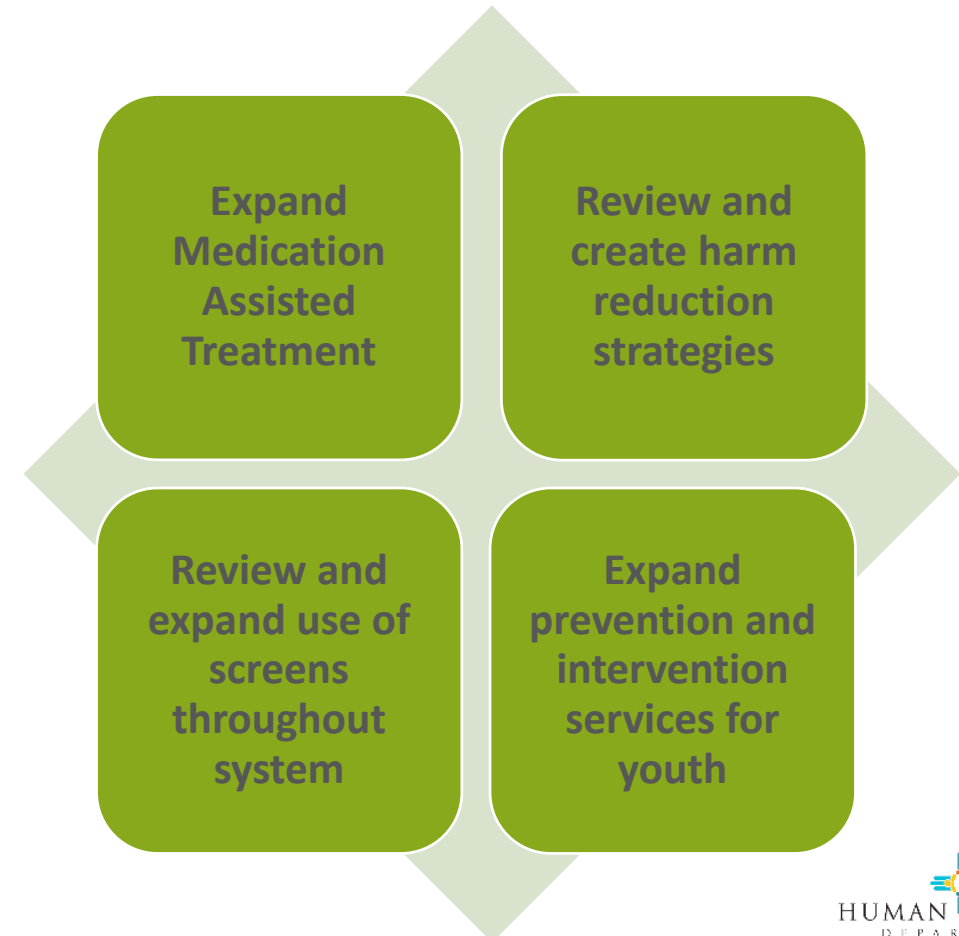 Expand
Medication
Assisted
Treatment
Review and
create harm
reduction
strategies
Review and
expand use of
screens
throughout
system
Expand
prevention and
intervention
services for
youth
HUMAN
DEPAR